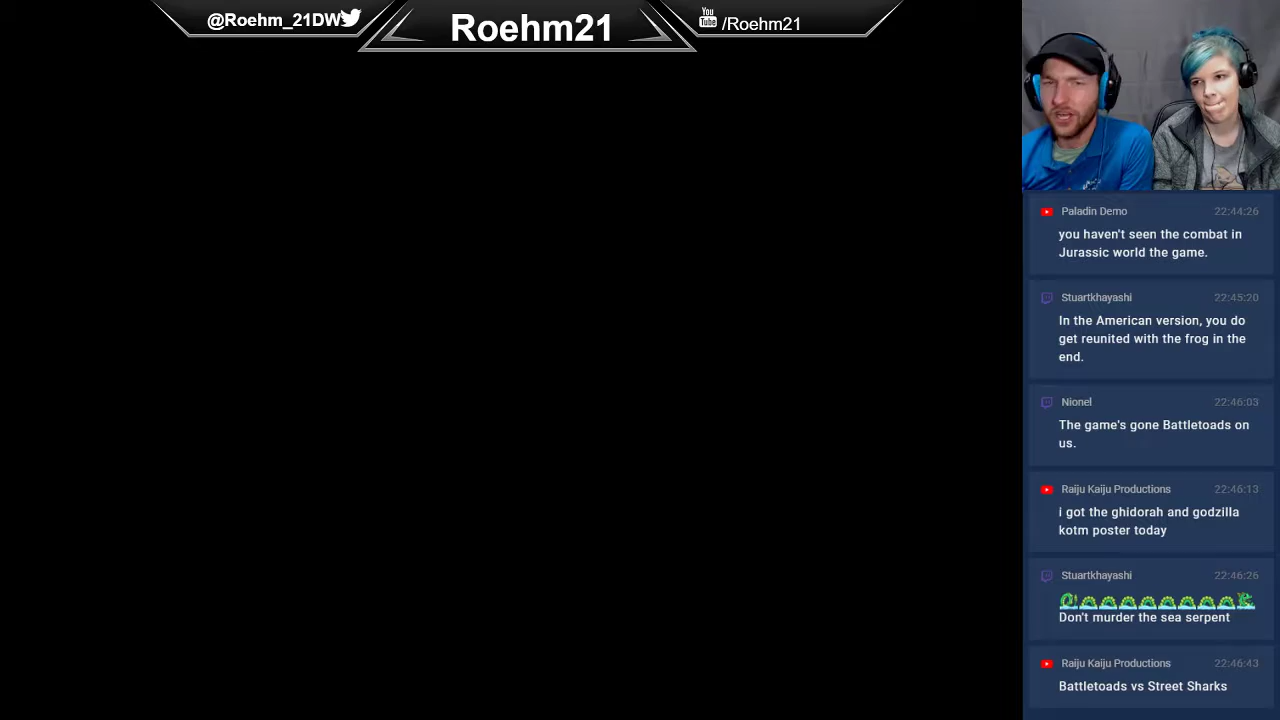 @Roehm_21DW
Roehm21
You
Tube
/Roehm21
Paladin Demo 22:44:26
you haven't seen the combat in
Jurassic world the game.
Stuartkhayashi 22:45:20
In the American version, you do
get reunited with the frog in the
end.
Nionel 22:46:03
The game's gone Battletoads on
us.
Raiju Kaiju Productions 22:46:13
i got the ghidorah and godzilla
kotm poster today
Stuartkhayashi 22:46:26
Don't murder the sea serpent
Raiju Kaiju Productions 22:46:43
Battletoads vs Street Sharks